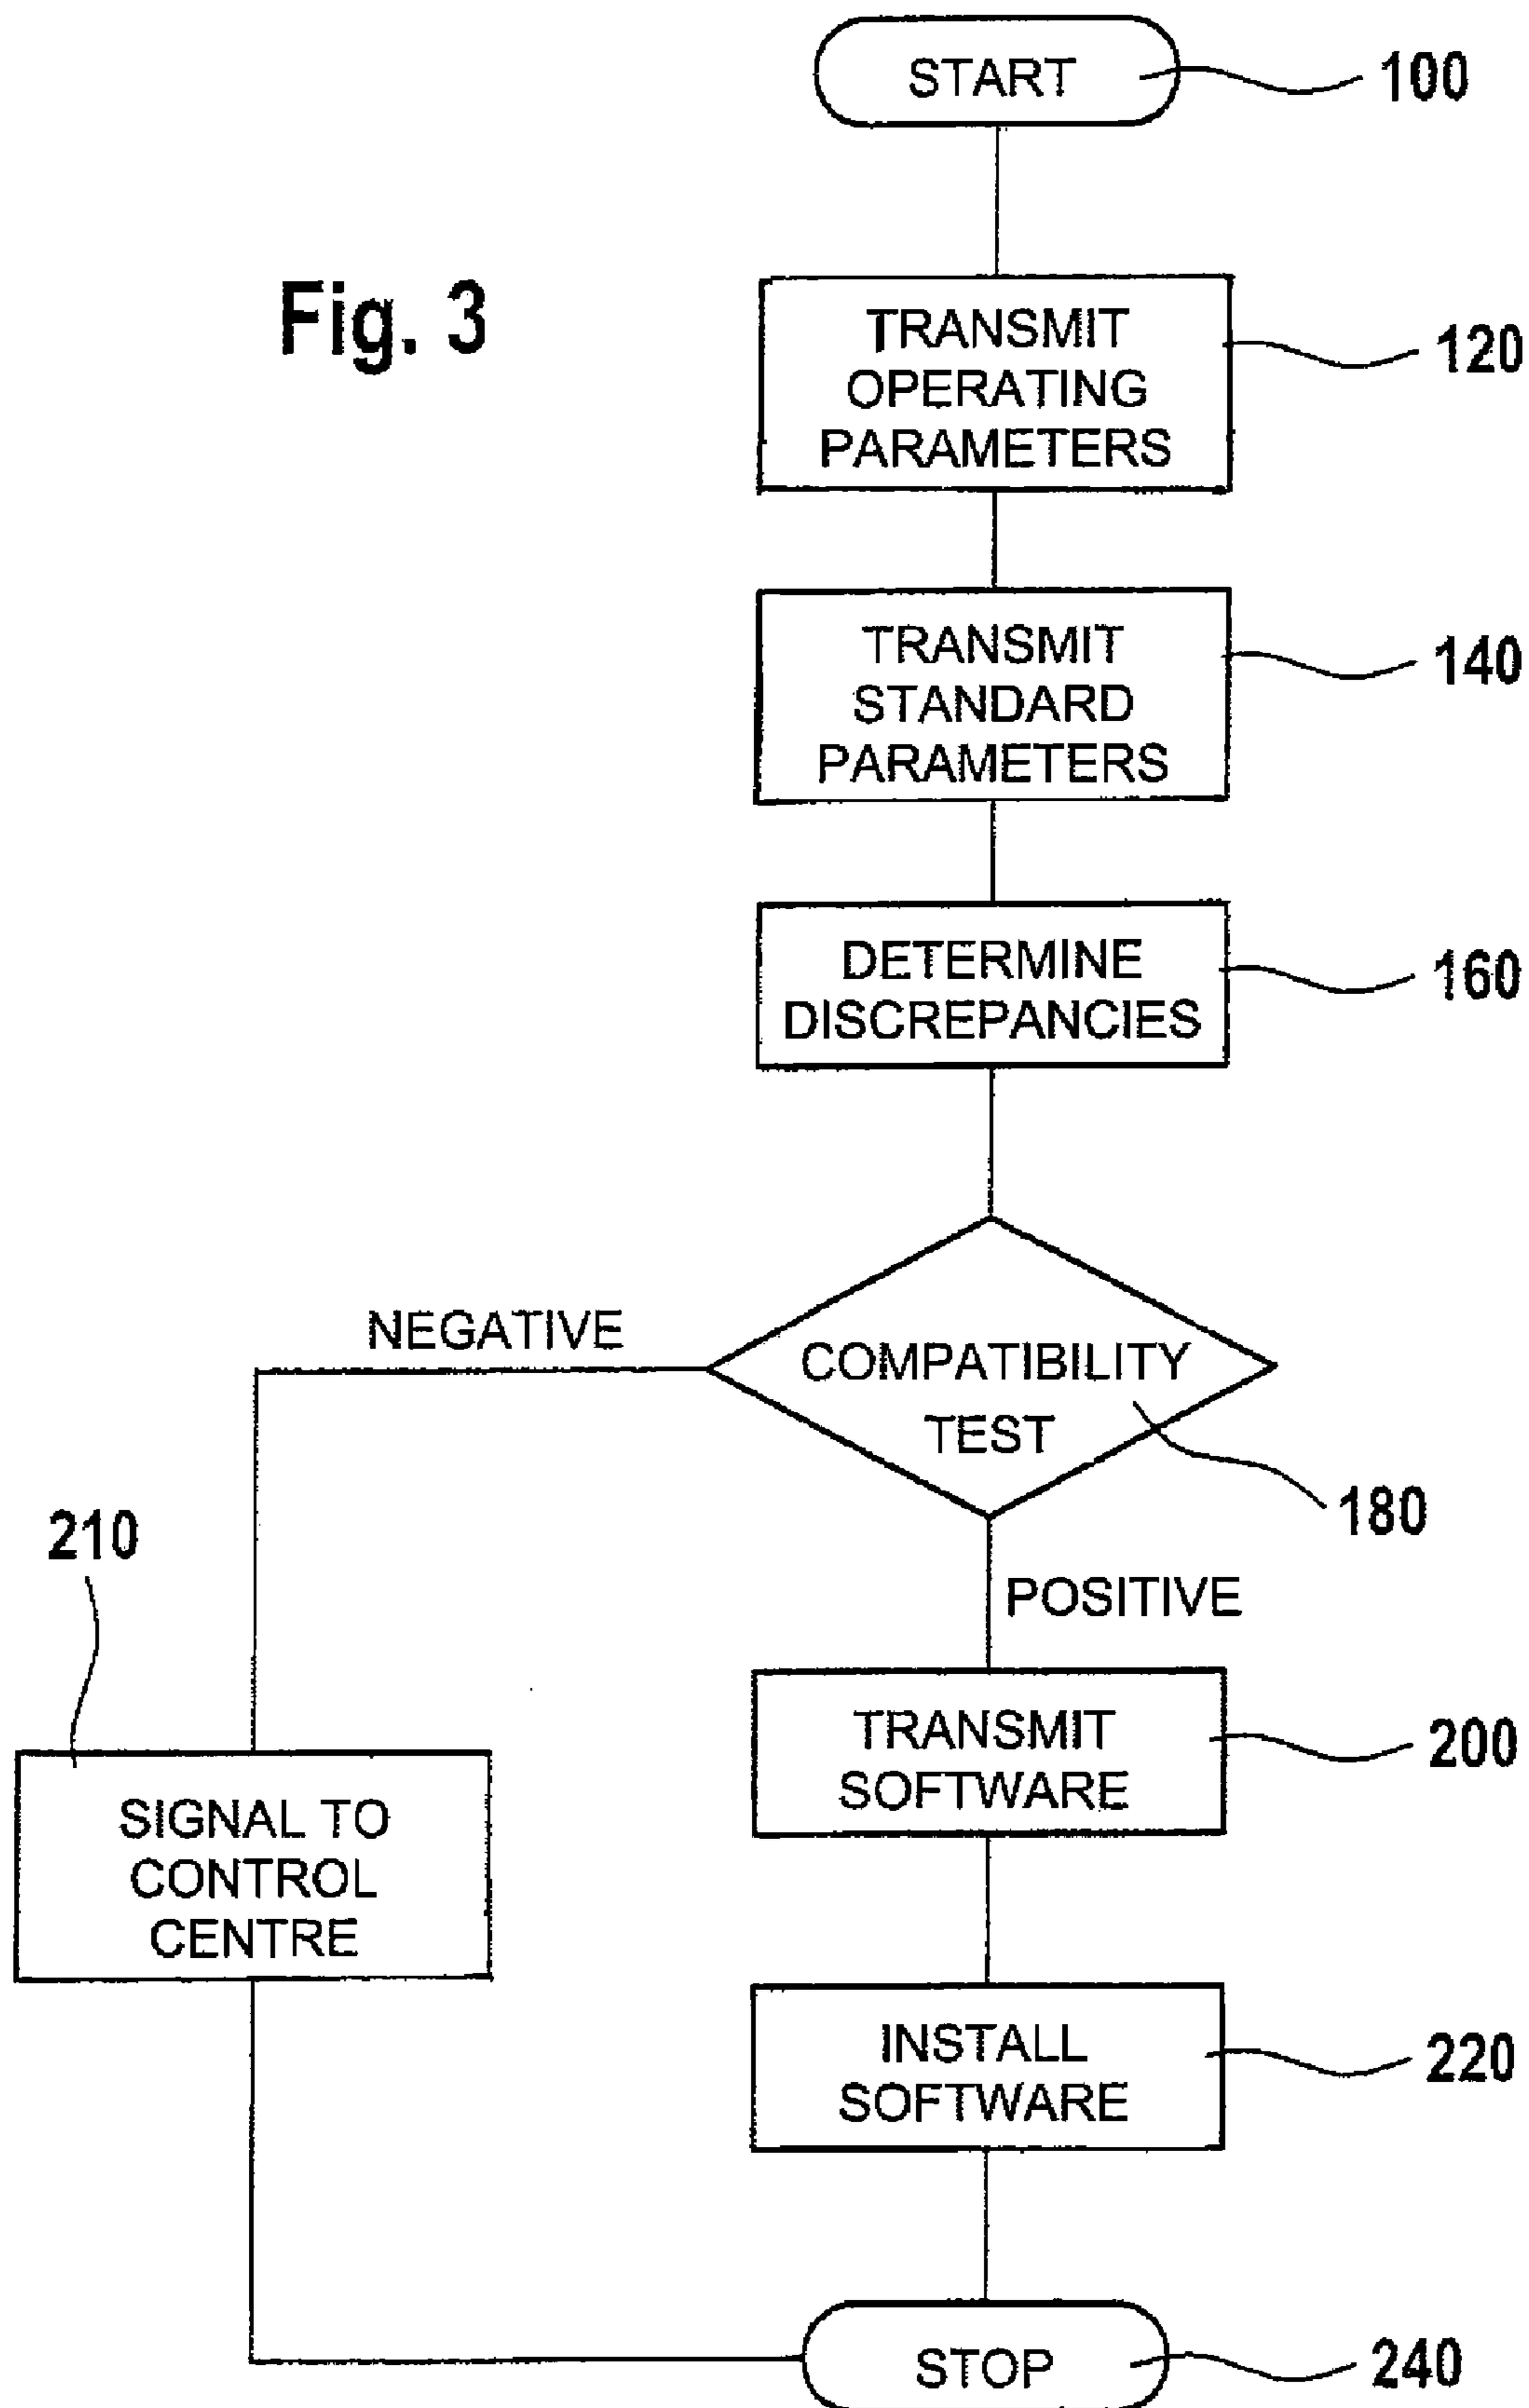 START
100
Fig. 3
TRANSMIT
OPERATING
PARAMETERS
120
TRANSMIT
STANDARD
PARAMETERS
140
DETERMINE
DISCREPANCIES
160
NEGATIVE
COMPATIBILITY
TEST
180
210
POSITIVE
TRANSMIT
SOFTWARE
200
SIGNAL TO
CONTROL
CENTRE
INSTALL
SOFTWARE
220
STOP
240